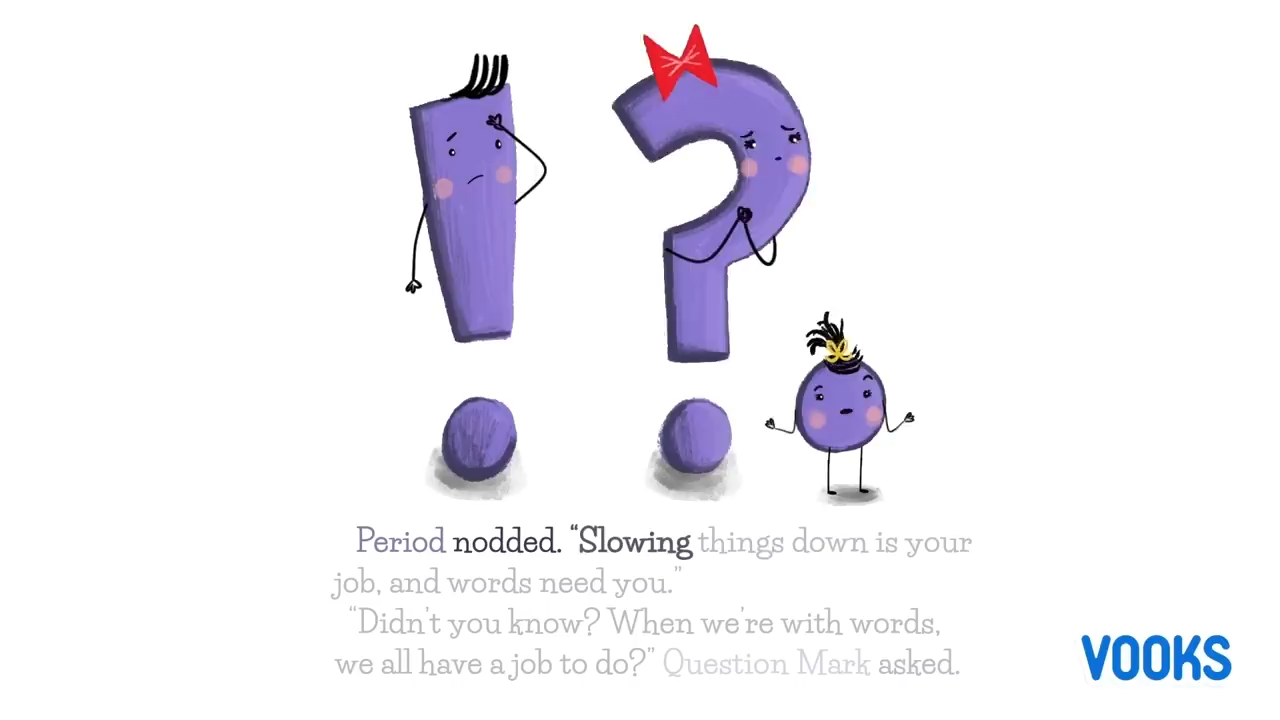 Period nodded. “Slowing things down is your
job, and words need you.”
“Didn’t you know? When we’re with words,
we all have a job to do?” Question Mark asked.
VOOKS